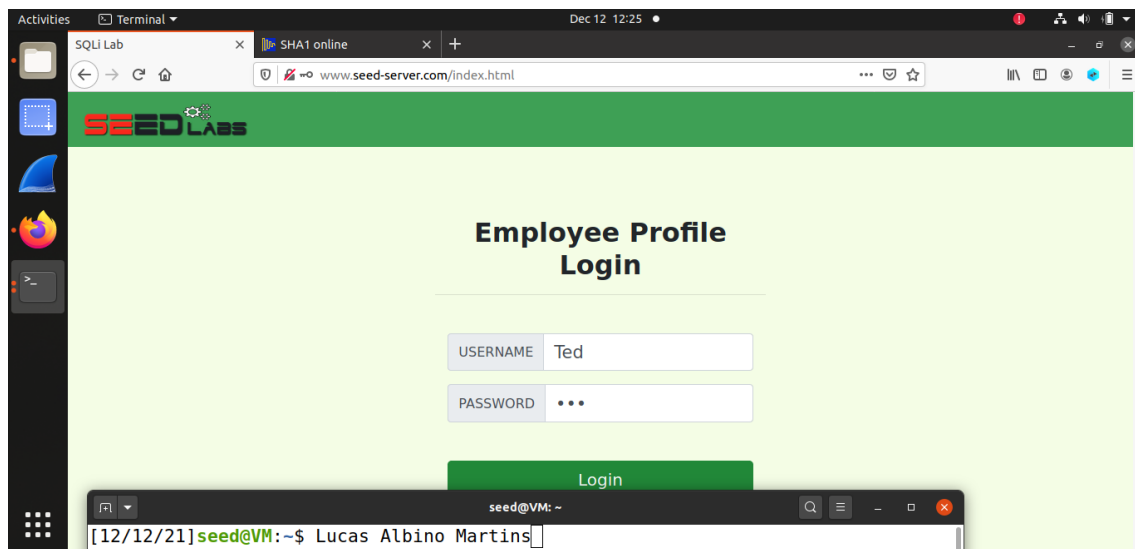 Activities Terminal Dec 12 12:25
SQLi Lab SHA1 online
www.seed-server.com/index.html
SEED LABS
Employee Profile
Login
USERNAME Ted
PASSWORD •••
Login
seed@VM: ~
[12/12/21]seed@VM:~$ Lucas Albino Martins